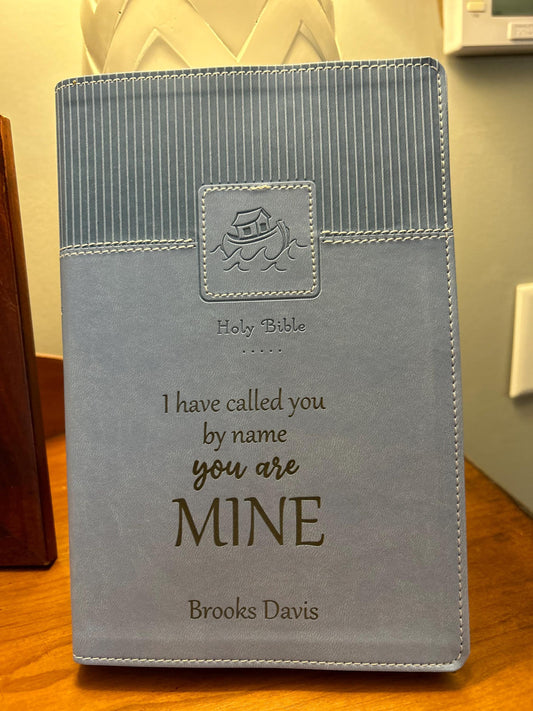 Holy Bible
I have called you
by name
you are
MINE
Brooks Davis